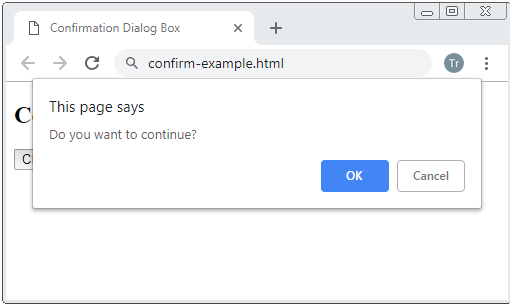 Confirmation Dialog Box
confirm-example.html
Tr
This page says
Do you want to continue?
OK
Cancel